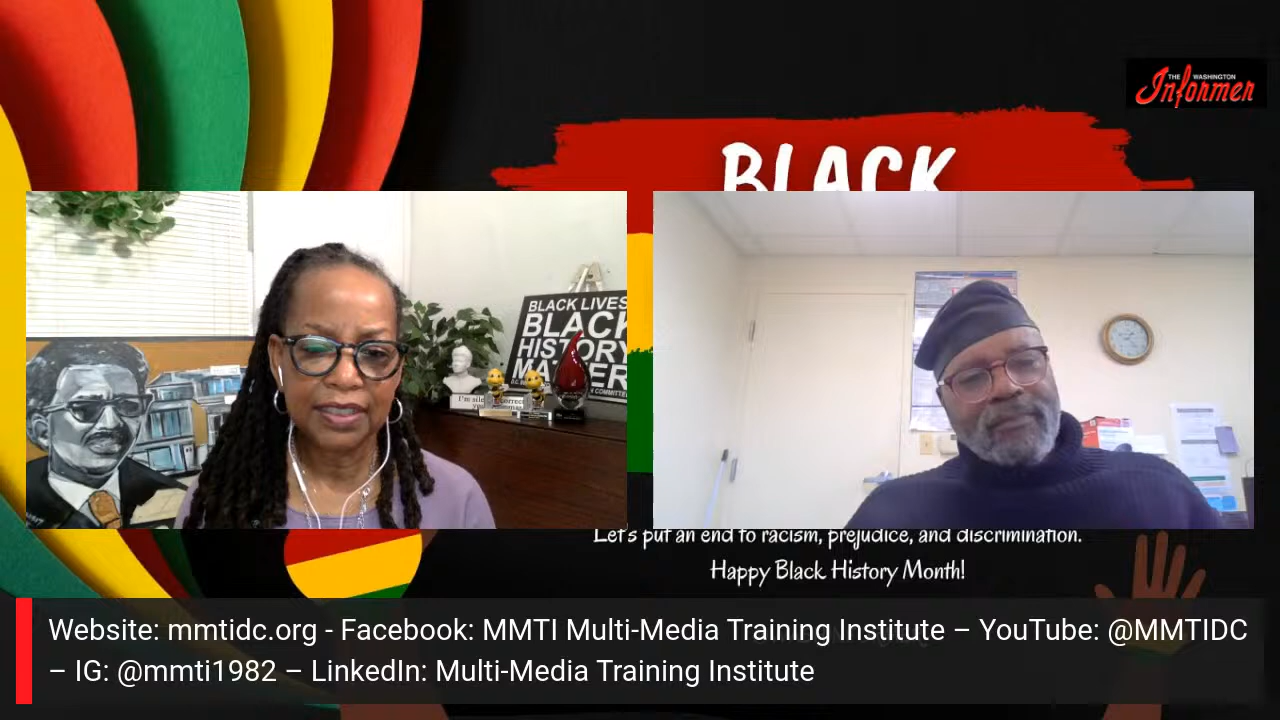 THE WASHINGTON
Informer
BLACK
BLACK LIVES
BLACK
HISTORY
MATTER
Let's put an end to racism, prejudice, and discrimination.
Happy Black History Month!
Website: mmtidc.org - Facebook: MMTI Multi-Media Training Institute – YouTube: @MMTIDC
– IG: @mmti1982 – LinkedIn: Multi-Media Training Institute